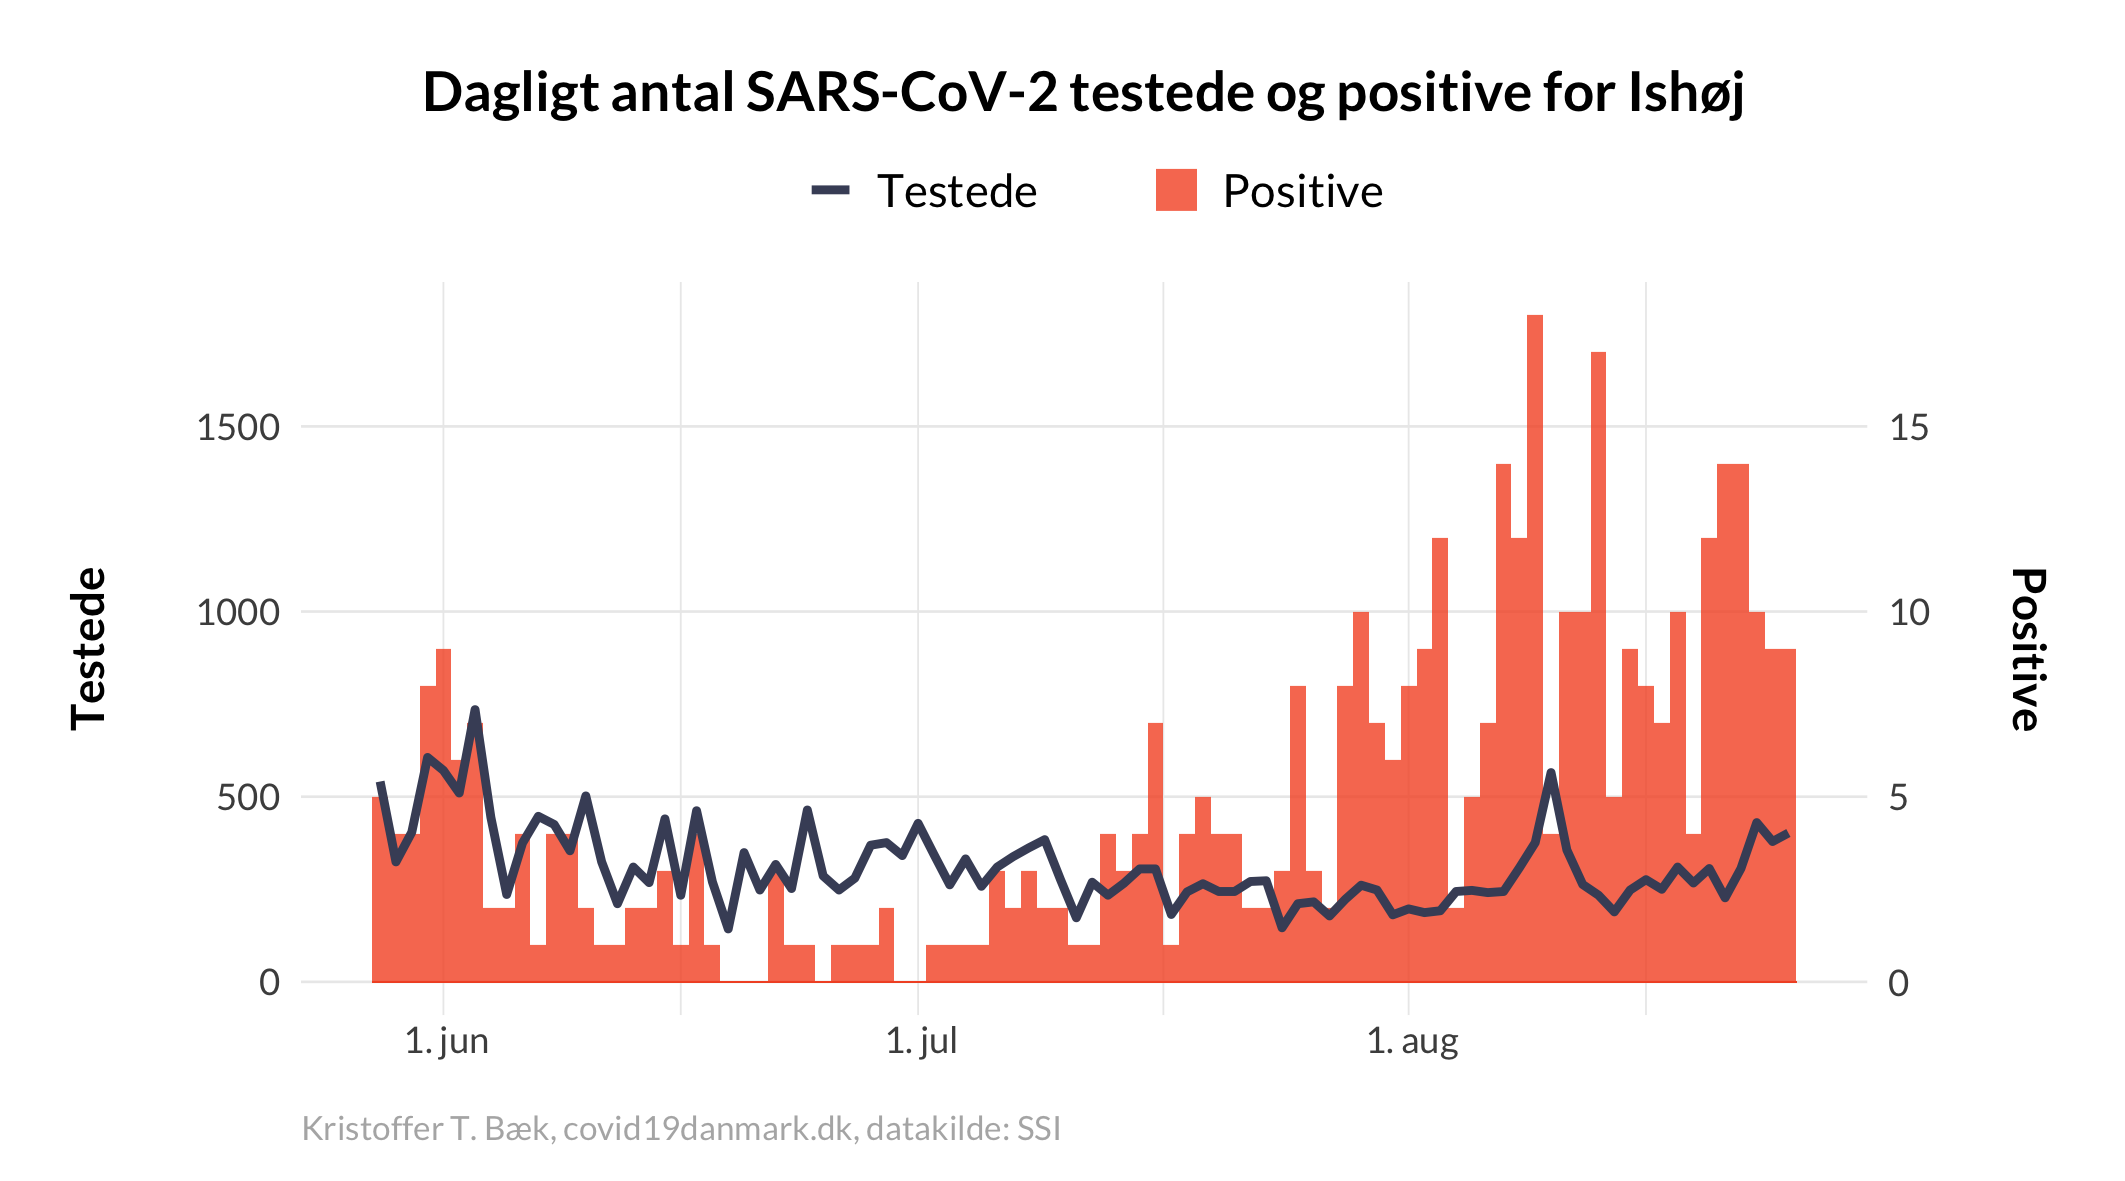 Dagligt antal SARS-CoV-2 testede og positive for Ishøj
Testede
Positive
1500
1000
500
0
Testede
15
10
5
0
Positive
1. jun
1. jul
1. aug
Kristoffer T. Bæk, covid19danmark.dk, datakilde: SSI